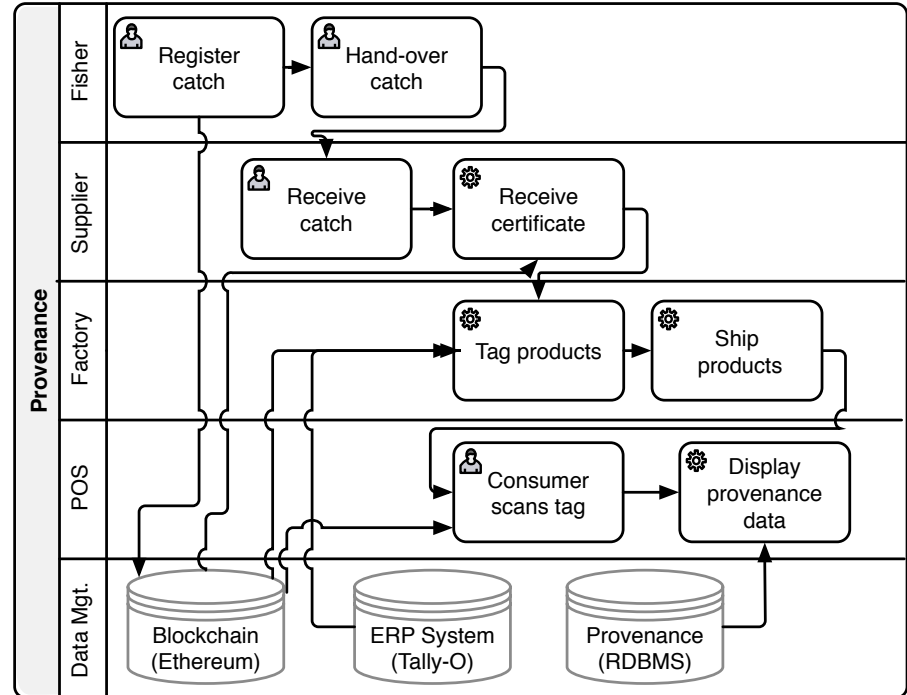 Provenance
Fisher
Register
catch
Hand-over
catch
Supplier
Receive
catch
Receive
certificate
Factory
Tag products
Ship
products
POS
Consumer
scans tag
Display
provenance
data
Data Mgt.
Blockchain
(Ethereum)
ERP System
(Tally-O)
Provenance
(RDBMS)